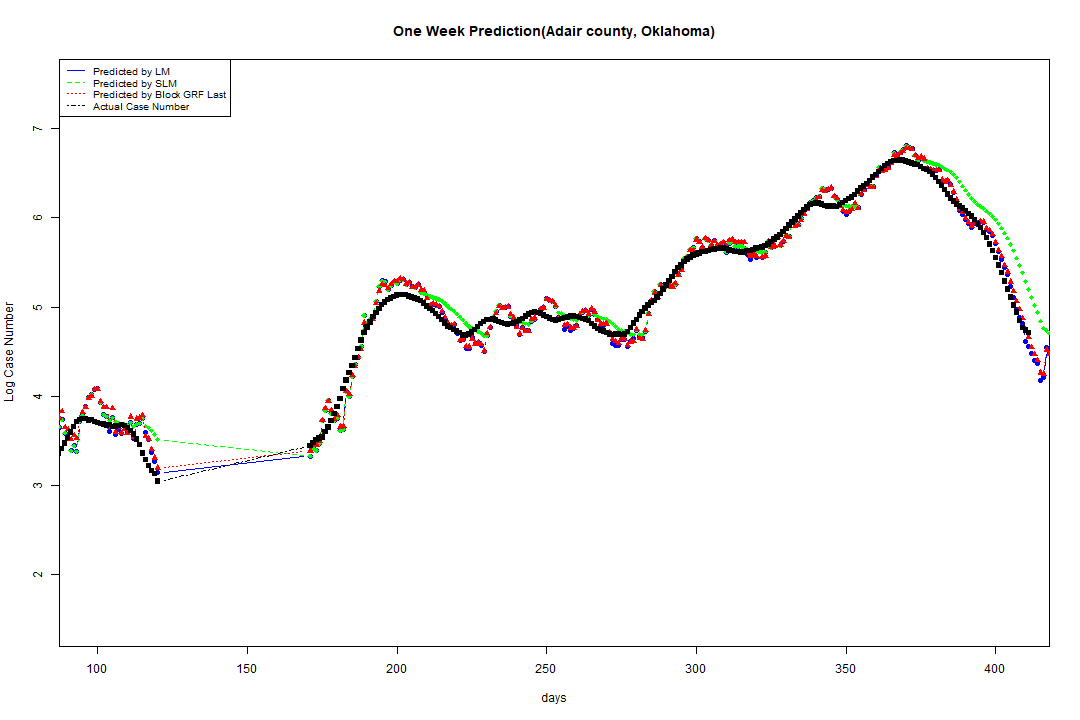 One Week Prediction(Adair county, Oklahoma)
Predicted by LM
Predicted by SLM
Predicted by Block GRF Last
Actual Case Number
7
6
5
4
3
2
Log Case Number
100 150 200 250 300 350 400
days